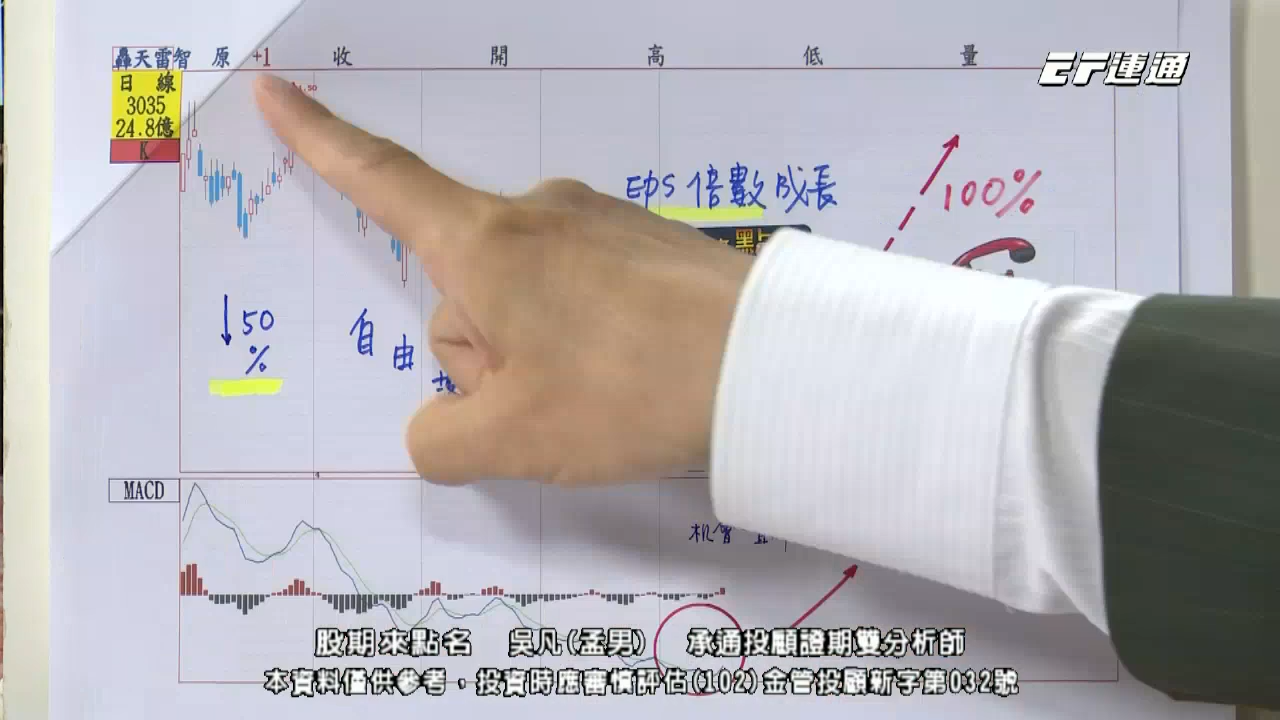 轟天雷智原 +1 收 開 高 低 量
EF連通
日線
3035
24.8億
K
EPS 倍數成長
100%
50
%
自由
MACD
股期來點名 吳凡(孟男) 承通投顧證期雙分析師
本資料僅供參考，投資時應審慎評估(102)金管投顧新字第032號